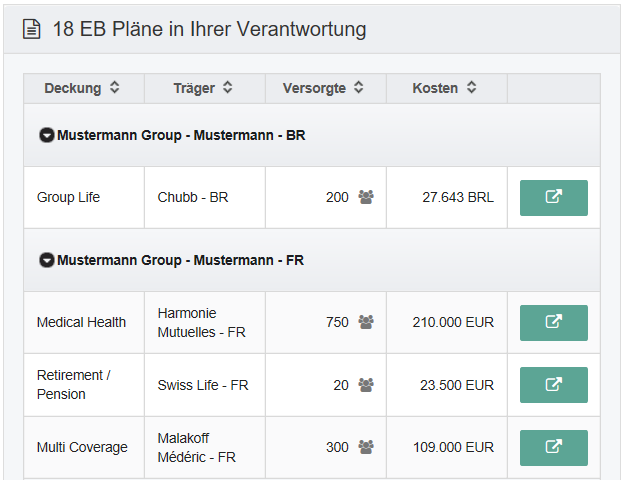 18 EB Pläne in Ihrer Verantwortung
Deckung Träger Versorgte Kosten
Mustermann Group - Mustermann - BR
Group Life Chubb - BR 200 27.643 BRL
Mustermann Group - Mustermann - FR
Medical Health Harmonie Mutuelles - FR 750 210.000 EUR
Retirement / Pension Swiss Life - FR 20 23.500 EUR
Multi Coverage Malakoff Médéric - FR 300 109.000 EUR